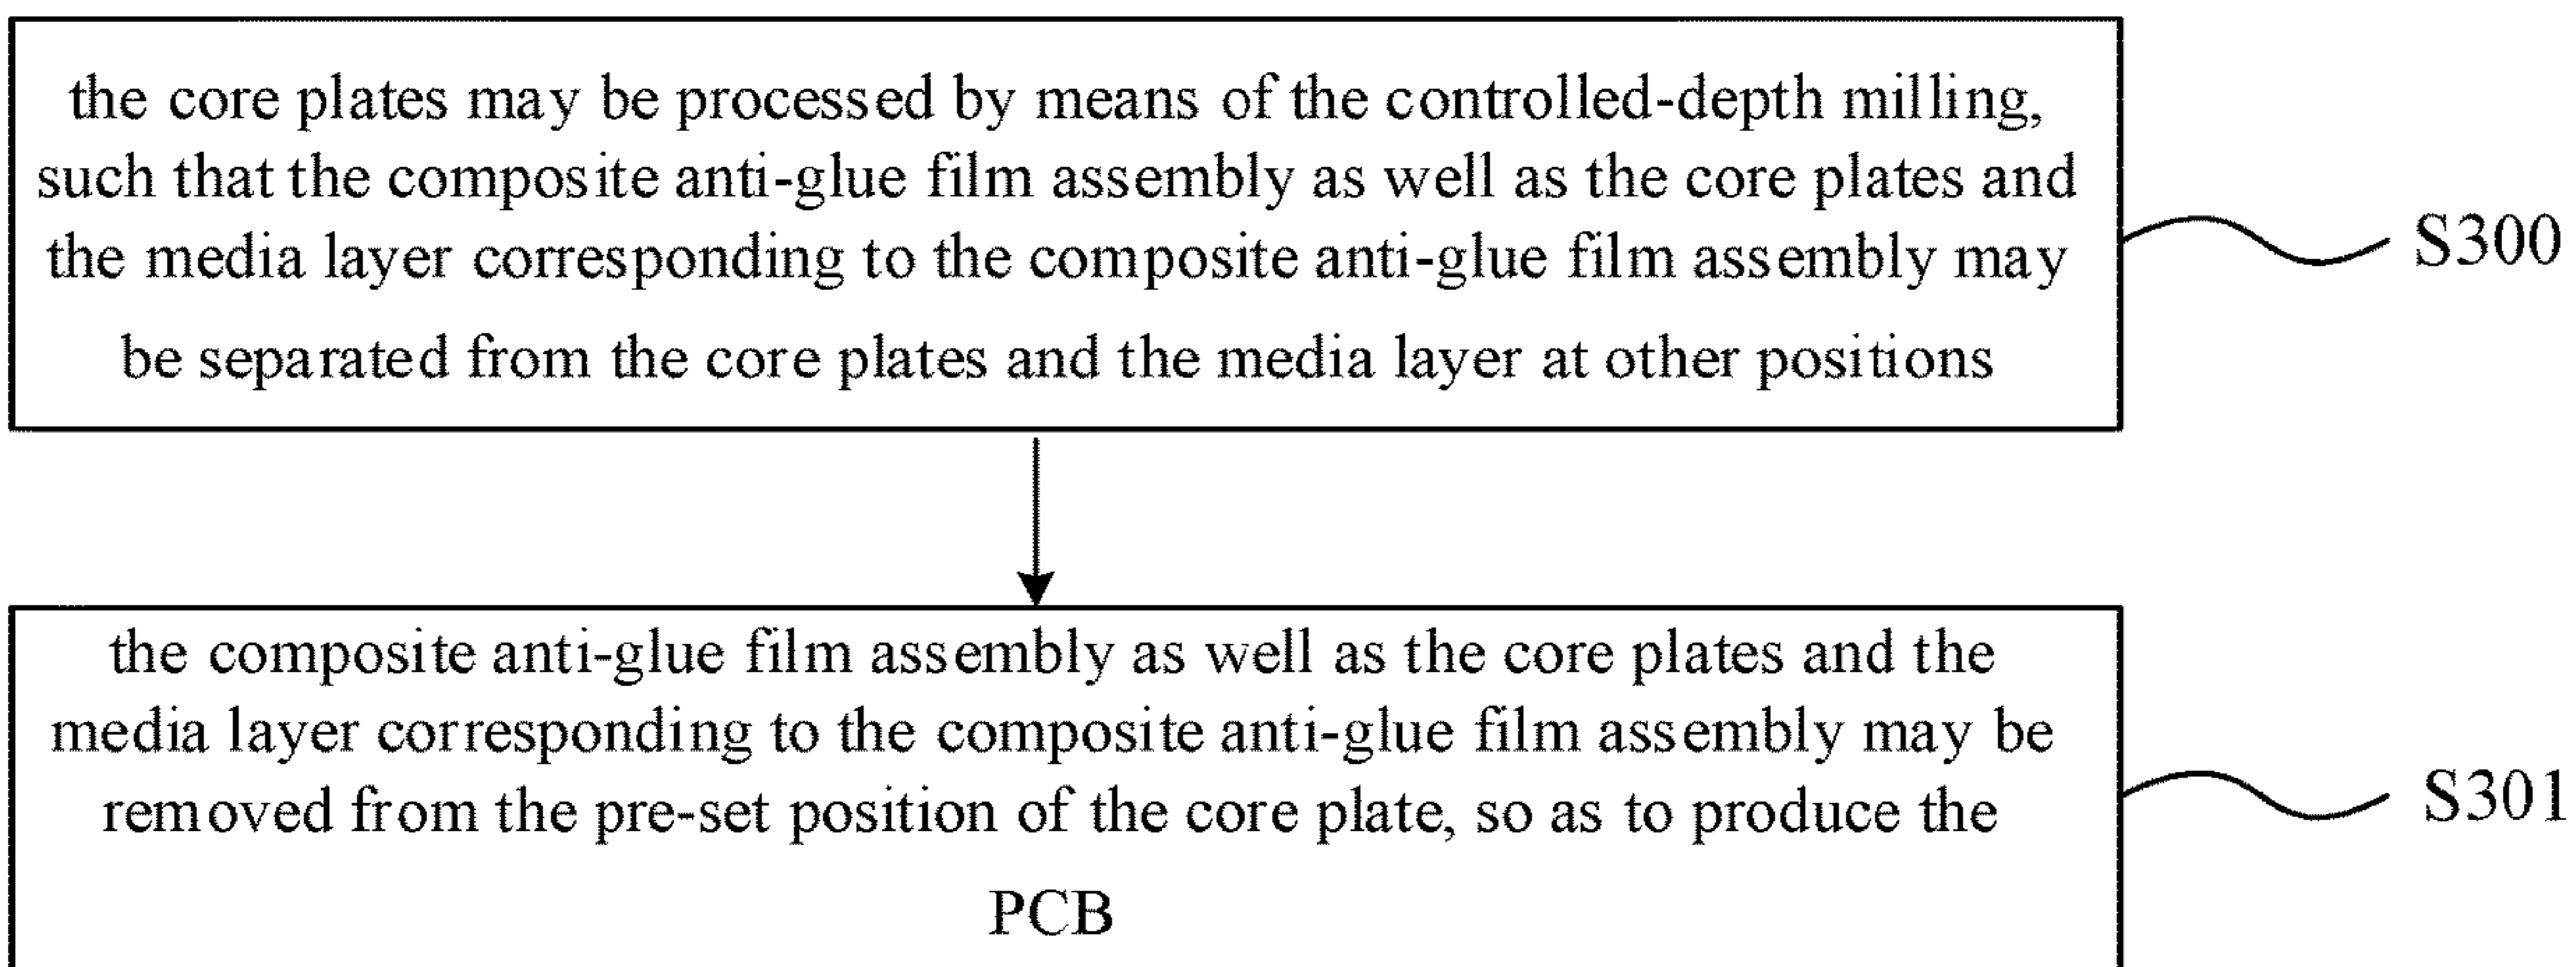 the core plates may be processed by means of the controlled-depth milling,
such that the composite anti-glue film assembly as well as the core plates and
the media layer corresponding to the composite anti-glue film assembly may
be separated from the core plates and the media layer at other positions
S300
the composite anti-glue film assembly as well as the core plates and the
media layer corresponding to the composite anti-glue film assembly may be
removed from the pre-set position of the core plate, so as to produce the
PCB
S301